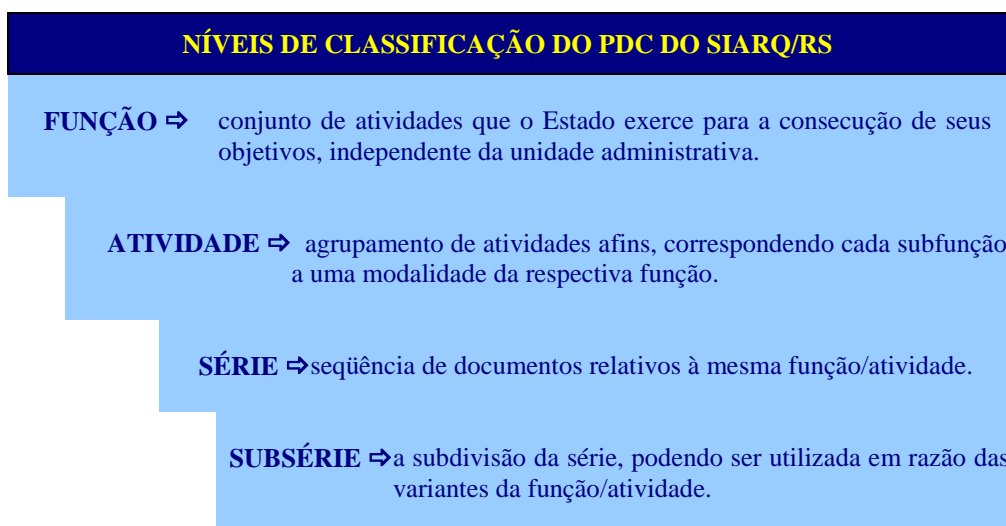 NÍVEIS DE CLASSIFICAÇÃO DO PDC DO SIARQ/RS
FUNÇÃO ⇨ conjunto de atividades que o Estado exerce para a consecução de seus
objetivos, independente da unidade administrativa.
ATIVIDADE ⇨ agrupamento de atividades afins, correspondendo cada subfunção
a uma modalidade da respectiva função.
SÉRIE ⇨ seqüência de documentos relativos à mesma função/atividade.
SUBSÉRIE ⇨ a subdivisão da série, podendo ser utilizada em razão das
variantes da função/atividade.